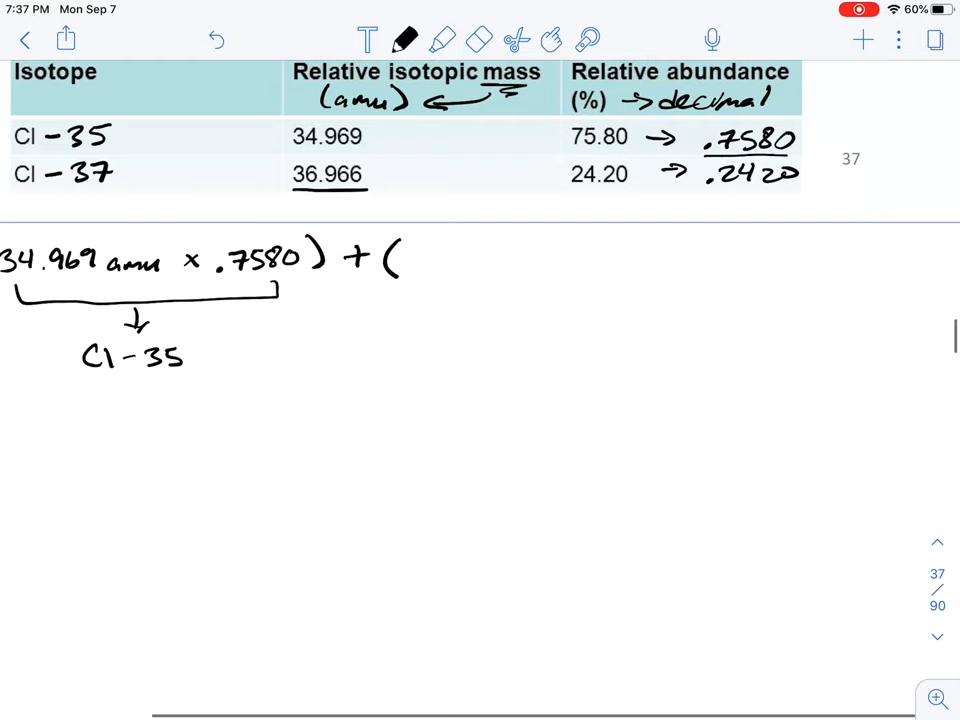 7:37 PM Mon Sep 7 60%
T
Isotope Relative isotopic mass Relative abundance
(amu) ← (%) → decimal
Cl - 35 34.969 75.80 → .7580
Cl - 37 36.966 24.20 → .2420
37
34.969 amu × .7580 ) + (
Cl - 35
37
/
90